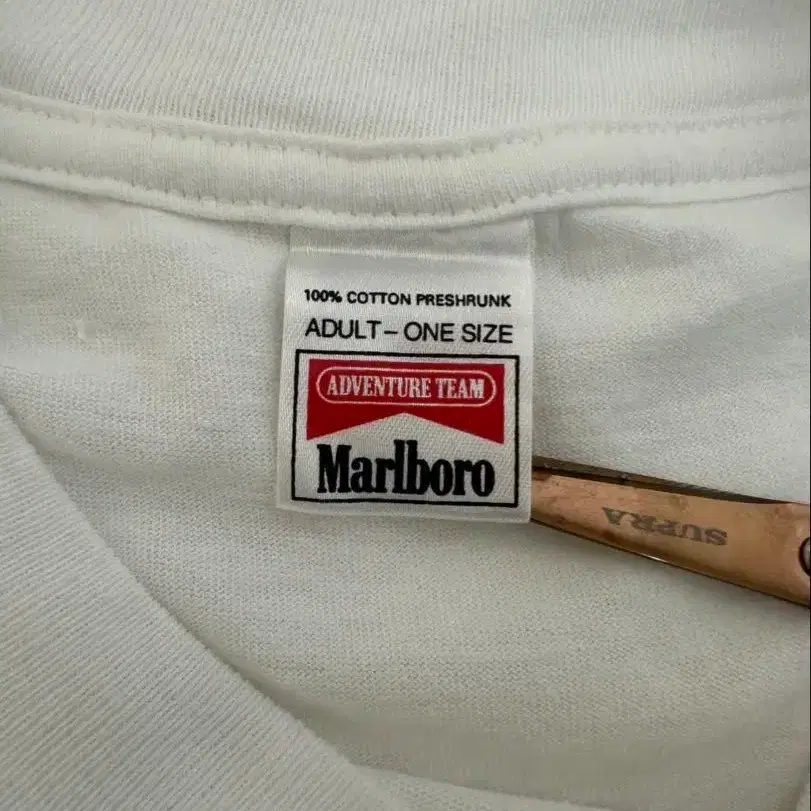 100% COTTON PRESHRUNK
ADULT – ONE SIZE
ADVENTURE TEAM
Marlboro
SUPRA